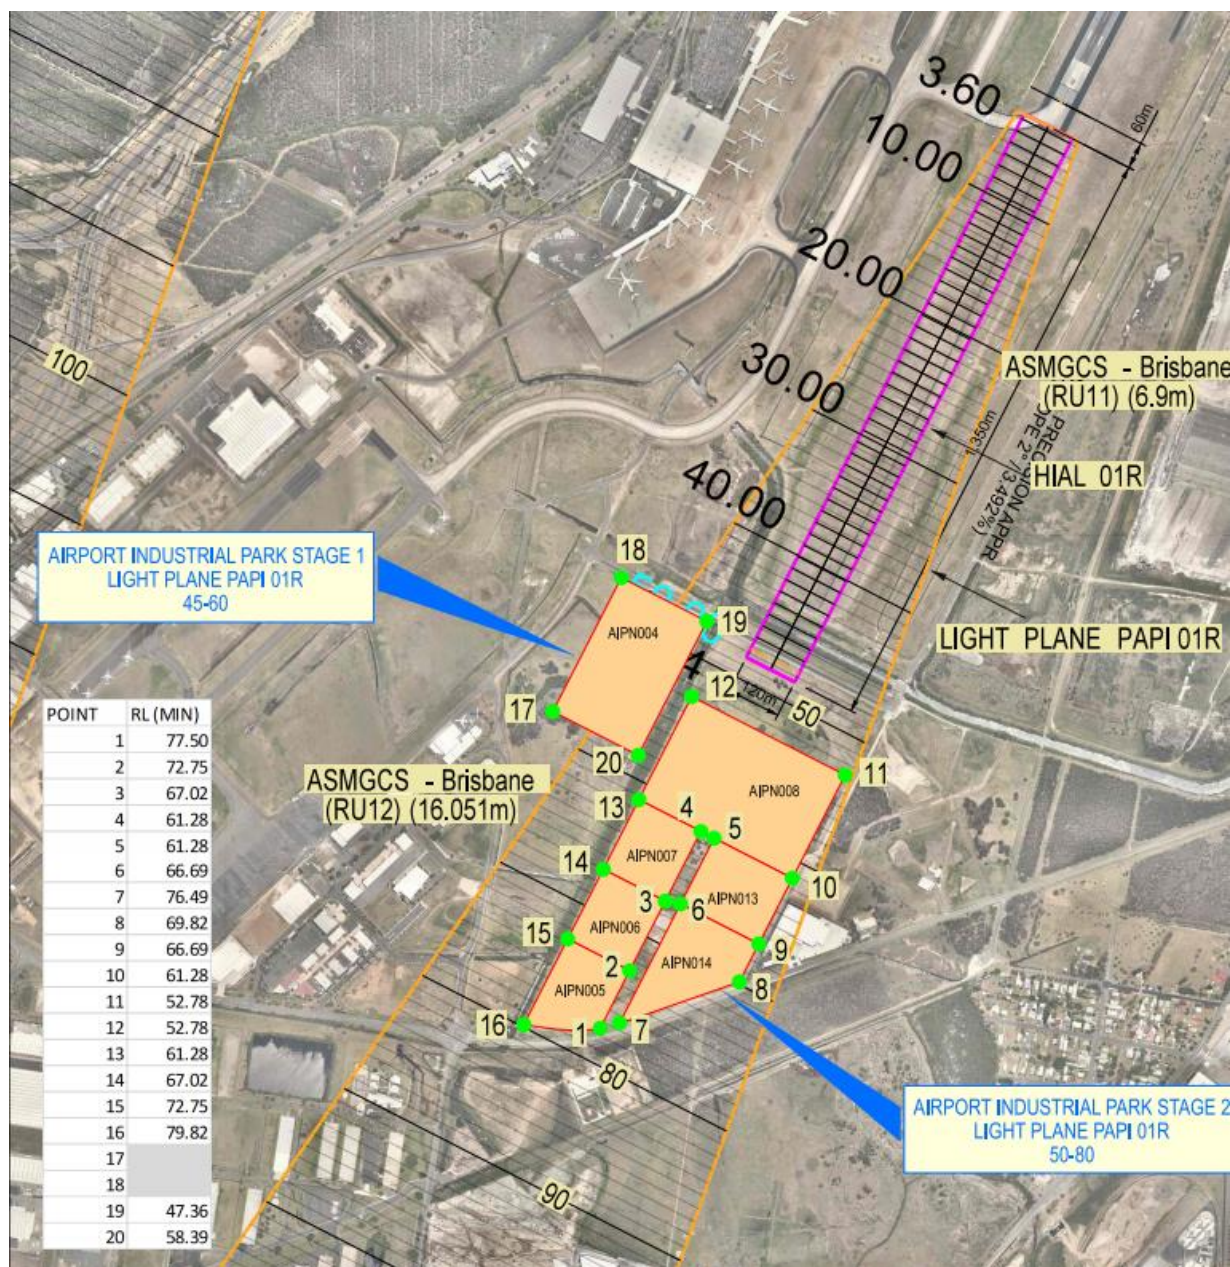 3.60
10.00
60m
20.00
30.00
100
ASMGCS - Brisbane
(RU11) (6.9m)
1,350m
PRECISION APPR
OPE 2° (3.492%)
HIAL 01R
40.00
AIRPORT INDUSTRIAL PARK STAGE 1
LIGHT PLANE PAPI 01R
45-60
18
AIPN004
19
LIGHT PLANE PAPI 01R
4
12
120m
50
17
20
11
ASMGCS - Brisbane
(RU12) (16.051m)
AIPN008
13
4
5
AIPN007
14
10
3
6
AIPN013
15
AIPN006
9
2
AIPN014
8
AIPN005
16
1
7
80
AIRPORT INDUSTRIAL PARK STAGE 2
LIGHT PLANE PAPI 01R
50-80
90
POINT RL (MIN)
1 77.50
2 72.75
3 67.02
4 61.28
5 61.28
6 66.69
7 76.49
8 69.82
9 66.69
10 61.28
11 52.78
12 52.78
13 61.28
14 67.02
15 72.75
16 79.82
17
18
19 47.36
20 58.39